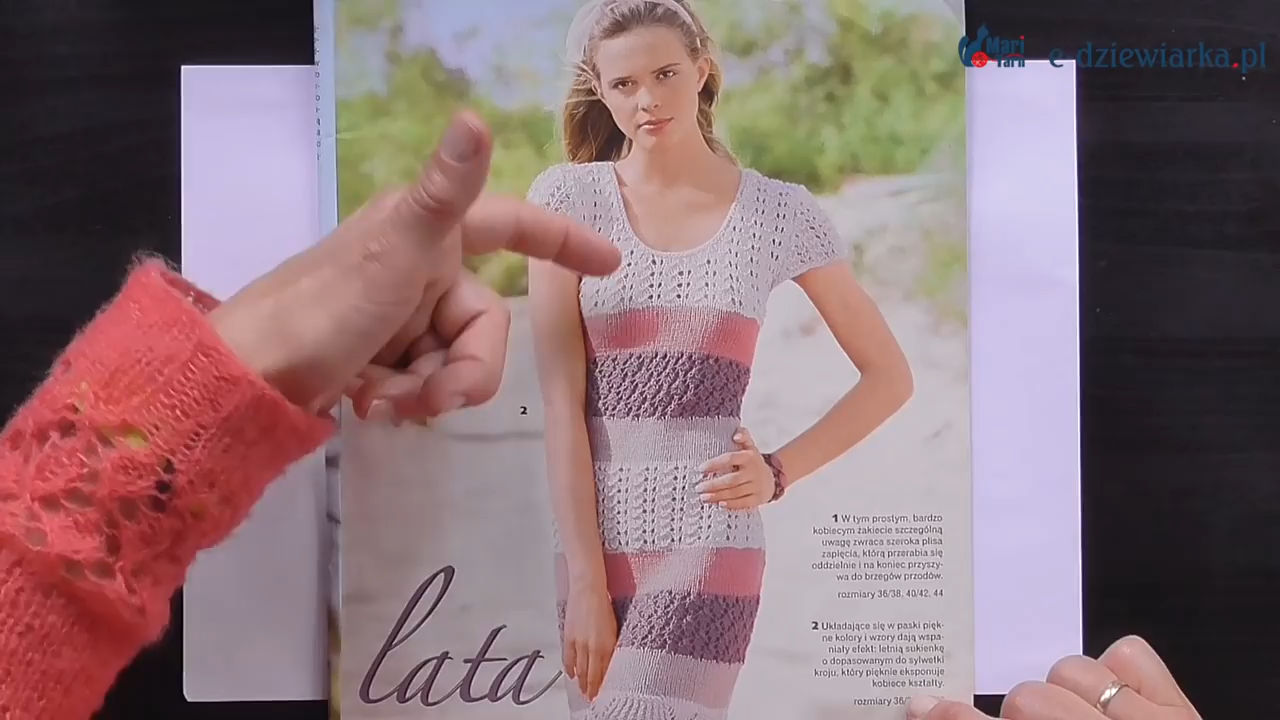 Mari
Yarn
e-dziewiarka.pl
2
1 W tym prostym, bardzo
kobiecym żakiecie szczególną
uwagę zwraca szeroka plisa
zapięcia, którą przerabia się
oddzielnie i na koniec przyszy-
wa do brzegów przodów.
rozmiary 36/38, 40/42, 44
2 Układające się w paski pięk-
ne kolory i wzory dają wspa-
niały efekt: letnią sukienkę
o dopasowanym do sylwetki
kroju, który pięknie eksponuje
kobiece kształty.
rozmiary 36/
lata